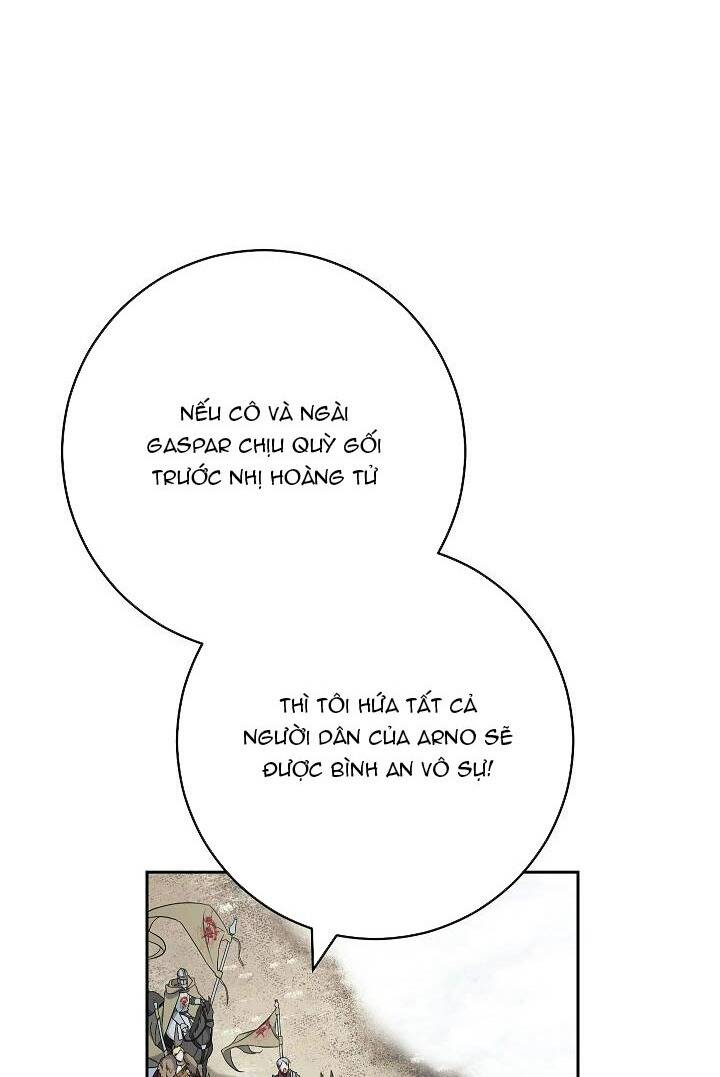 NẾU CÔ VÀ NGÀI
GASPAR CHỊU QUỲ GỐI
TRƯỚC NHỊ HOÀNG TỬ
THÌ TÔI HỨA TẤT CẢ
NGƯỜI DÂN CỦA ARNO SẼ
ĐƯỢC BÌNH AN VÔ SỰ!